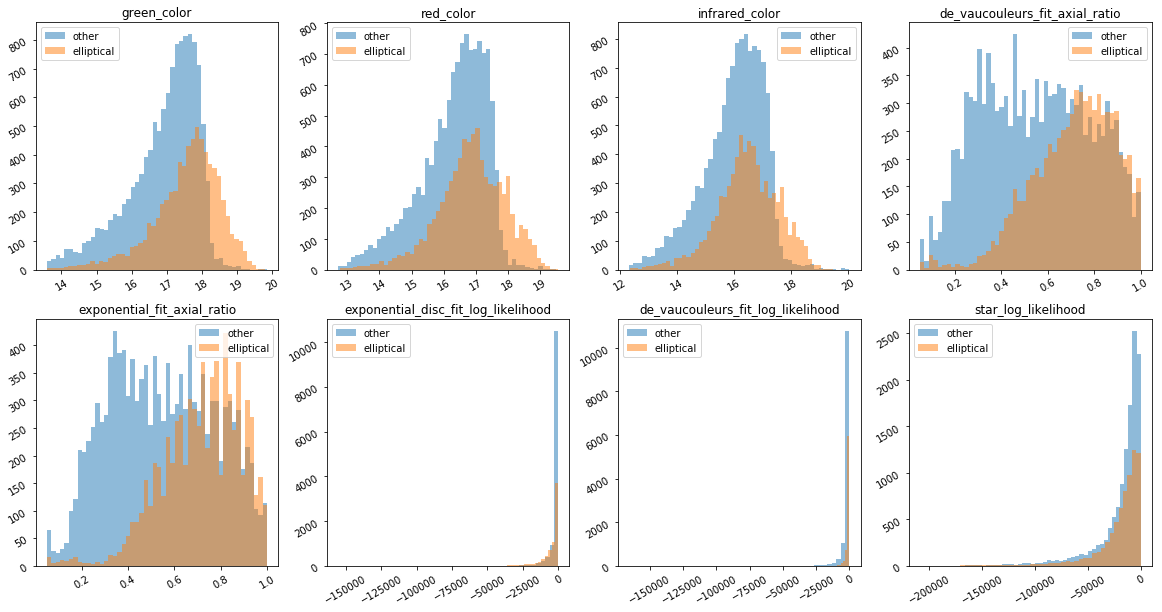 green_color
other
elliptical
800
700
600
500
400
300
200
100
0
14 15 16 17 18 19 20
red_color
other
elliptical
800
700
600
500
400
300
200
100
0
13 14 15 16 17 18 19
infrared_color
other
elliptical
800
700
600
500
400
300
200
100
0
12 14 16 18 20
de_vaucouleurs_fit_axial_ratio
other
elliptical
400
350
300
250
200
150
100
50
0
0.2 0.4 0.6 0.8 1.0
exponential_fit_axial_ratio
other
elliptical
400
350
300
250
200
150
100
50
0
0.2 0.4 0.6 0.8 1.0
exponential_disc_fit_log_likelihood
other
elliptical
10000
8000
6000
4000
2000
0
−150000 −125000 −100000 −75000 −50000 −25000 0
de_vaucouleurs_fit_log_likelihood
other
elliptical
10000
8000
6000
4000
2000
0
−150000 −125000 −100000 −75000 −50000 −25000 0
star_log_likelihood
other
elliptical
2500
2000
1500
1000
500
0
−200000 −150000 −100000 −50000 0